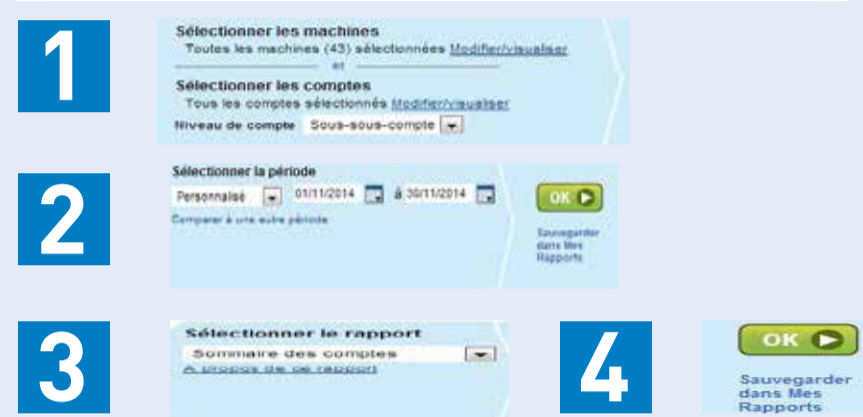 1
Sélectionner les machines
Toutes les machines (43) sélectionnées Modifier/visualiser
et
Sélectionner les comptes
Tous les comptes sélectionnés Modifier/visualiser
Niveau de compte Sous-sous-compte
2
Sélectionner la période
Personnalisé 01/11/2014 à 30/11/2014
Comparer à une autre période
OK
Sauvegarder
dans Mes
Rapports
3
Sélectionner le rapport
Sommaire des comptes
A propos de ce rapport
4
OK
Sauvegarder
dans Mes
Rapports